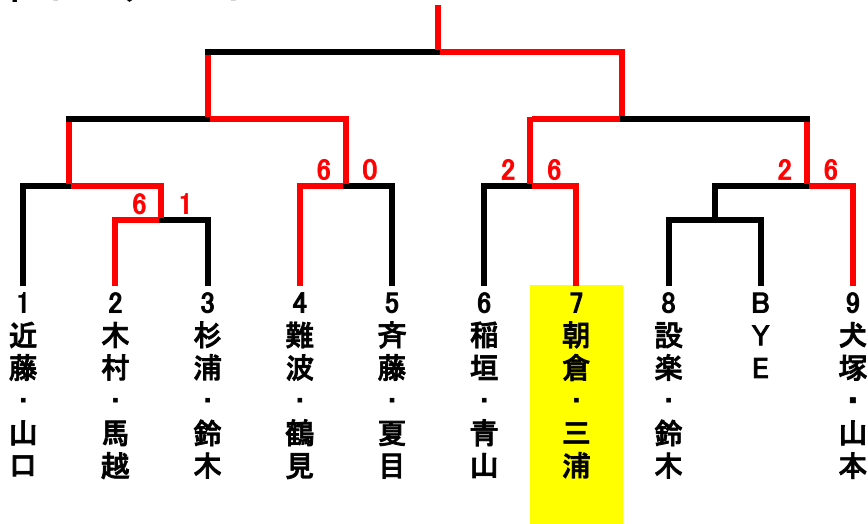 6 0
2 6
2 6
6 1
1 近藤・山口
2 木村・馬越
3 杉浦・鈴木
4 難波・鶴見
5 斉藤・夏目
6 稲垣・青山
7 朝倉・三浦
8 設楽・鈴木
BYE
9 犬塚・山本